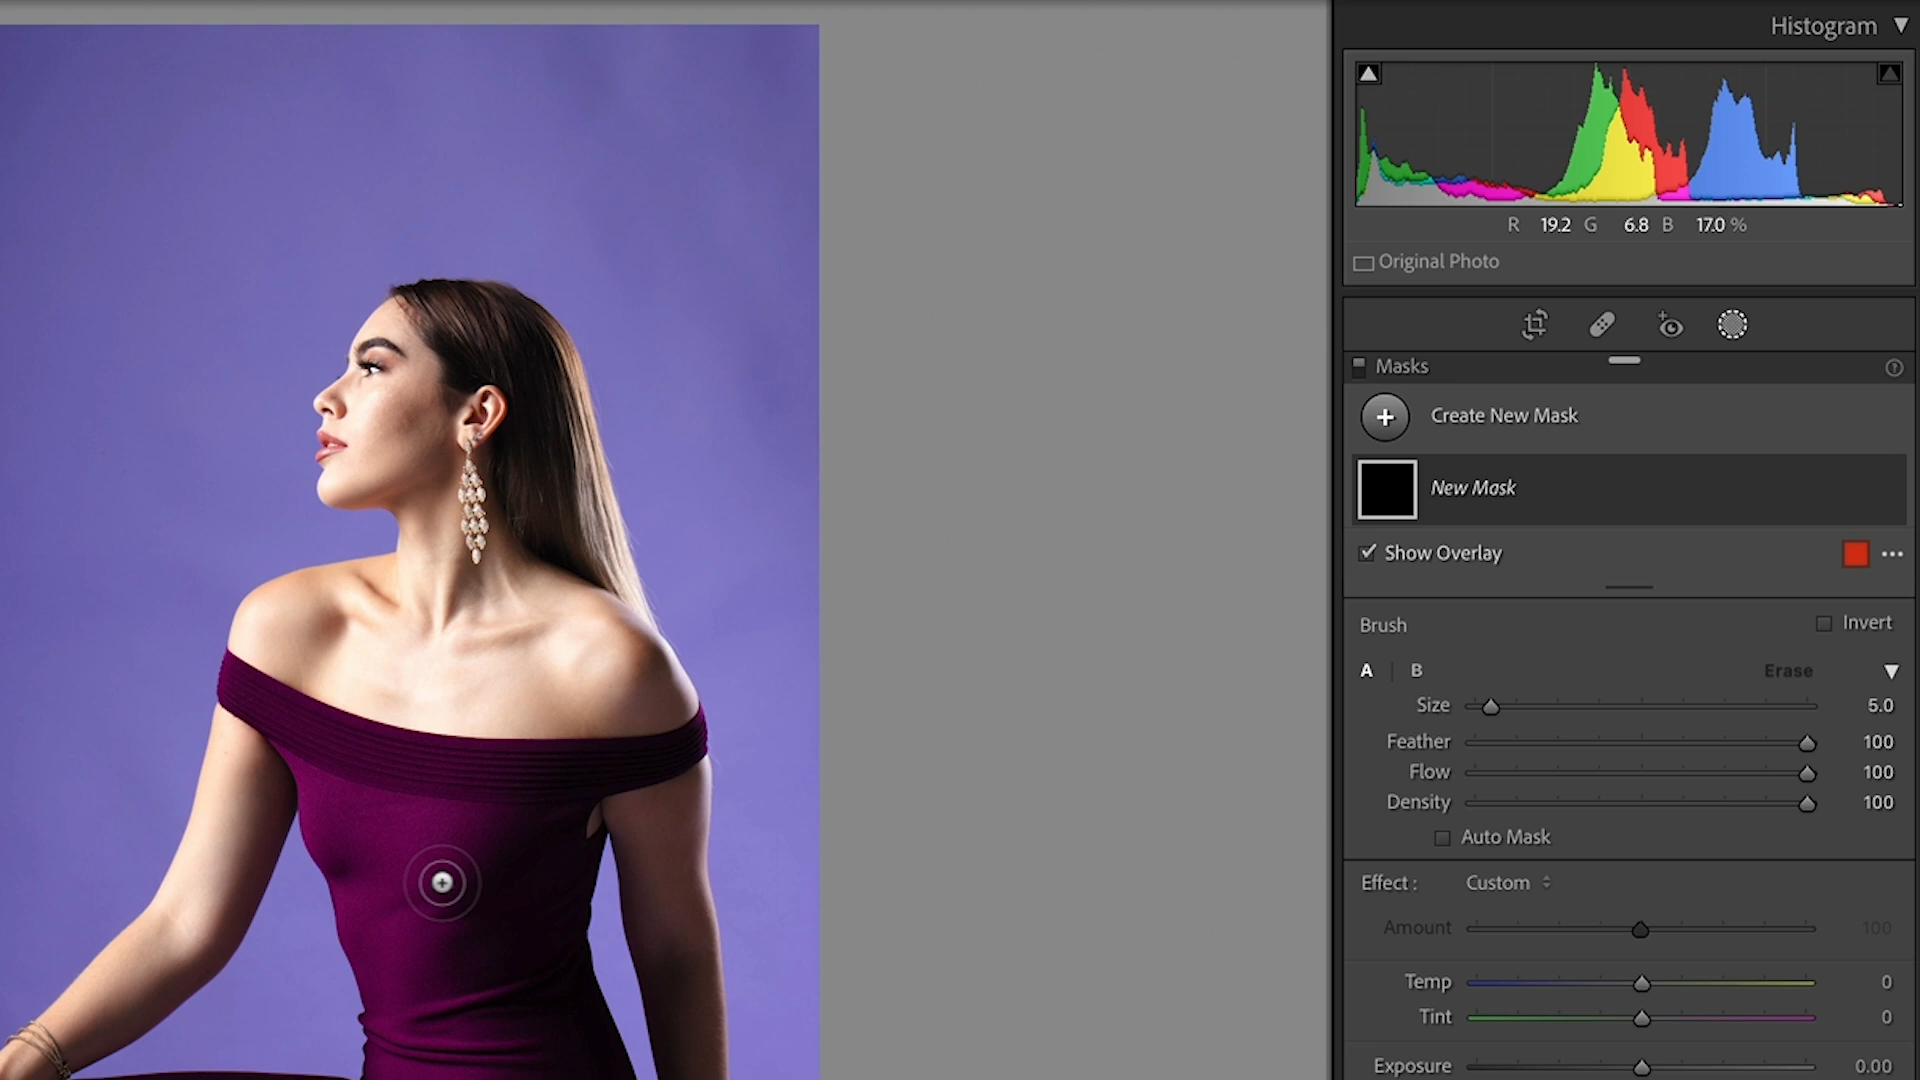 Histogram
R 19.2 G 6.8 B 17.0 %
Original Photo
Masks
Create New Mask
New Mask
Show Overlay
Brush
Invert
A | B
Erase
Size 5.0
Feather 100
Flow 100
Density 100
Auto Mask
Effect : Custom
Amount 100
Temp 0
Tint 0
Exposure 0.00